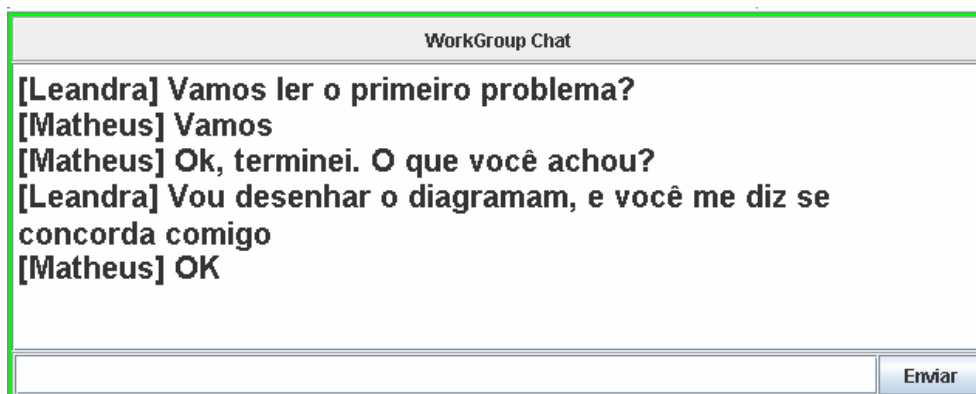 WorkGroup Chat
[Leandra] Vamos ler o primeiro problema?
[Matheus] Vamos
[Matheus] Ok, terminei. O que você achou?
[Leandra] Vou desenhar o diagramam, e você me diz se
concorda comigo
[Matheus] OK
Enviar